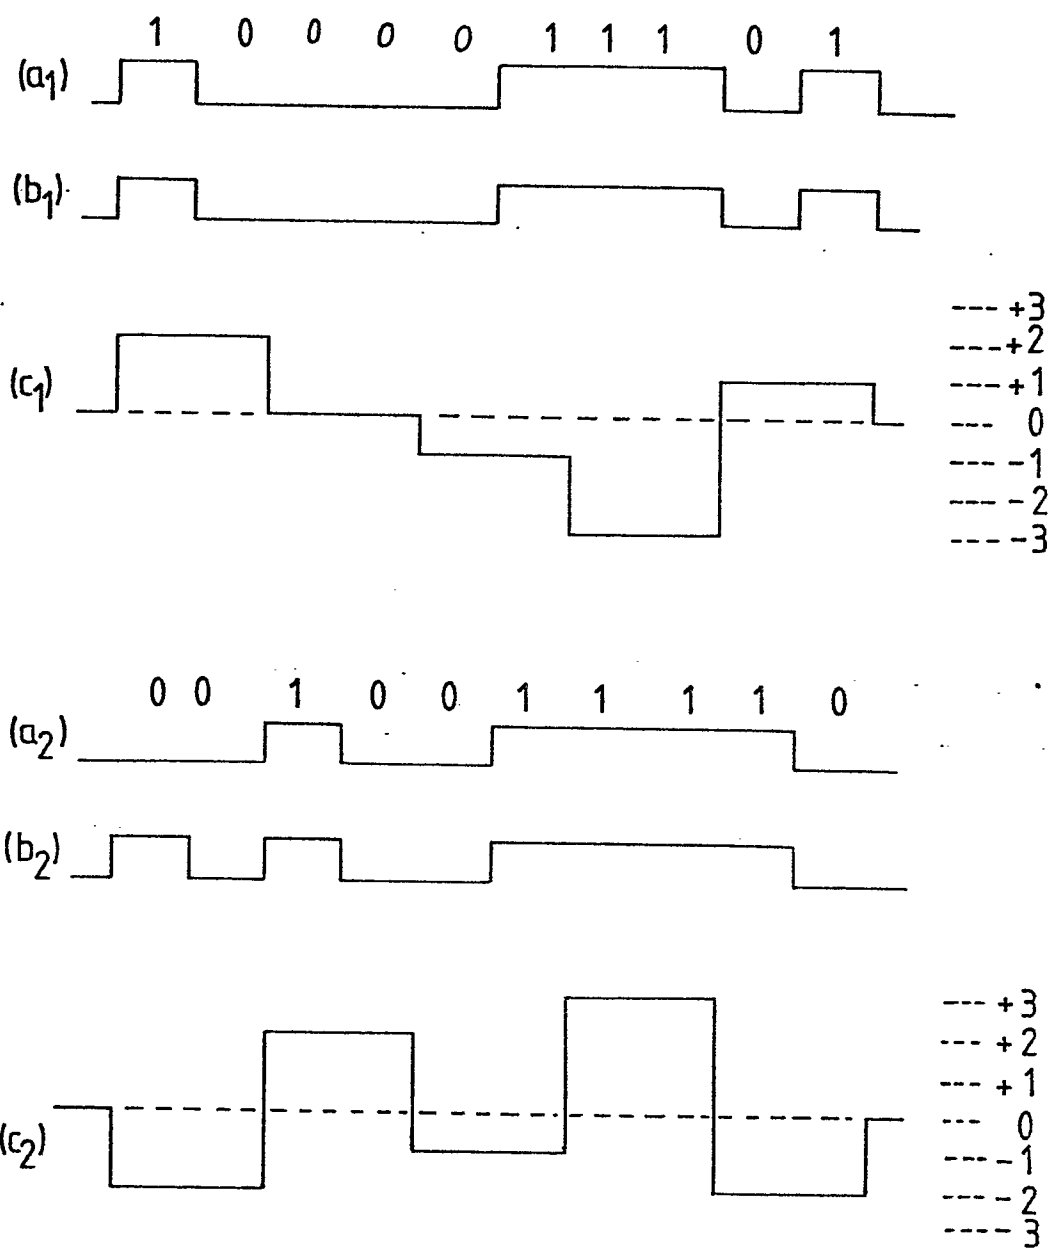 1 0 0 0 0 1 1 1 0 1
(a1)
(b1)
--- +3
--- +2
(c1)
--- +1
--- 0
--- -1
--- -2
--- -3
0 0 1 0 0 1 1 1 1 0
(a2)
(b2)
--- +3
--- +2
--- +1
--- 0
(c2)
--- -1
--- -2
---- 3